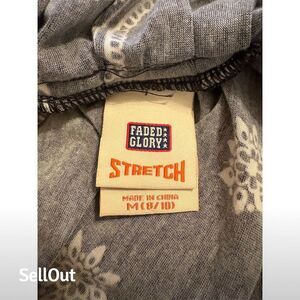 FADED
GLORY
STRETCH
MADE IN CHINA
M (8/10)
SellOut